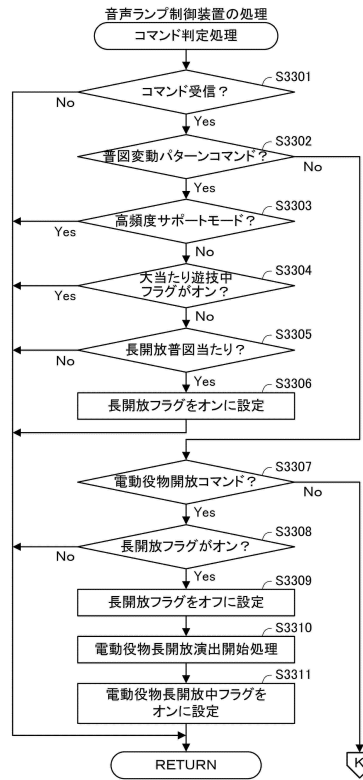 音声ランプ制御装置の処理
コマンド判定処理
S3301
コマンド受信？
No
Yes
S3302
普図変動パターンコマンド？
No
Yes
S3303
高頻度サポートモード？
Yes
No
S3304
大当たり遊技中
フラグがオン？
Yes
No
S3305
長開放普図当たり？
No
Yes
S3306
長開放フラグをオンに設定
S3307
電動役物開放コマンド？
No
Yes
S3308
長開放フラグがオン？
No
Yes
S3309
長開放フラグをオフに設定
S3310
電動役物長開放演出開始処理
S3311
電動役物長開放中フラグを
オンに設定
RETURN
K